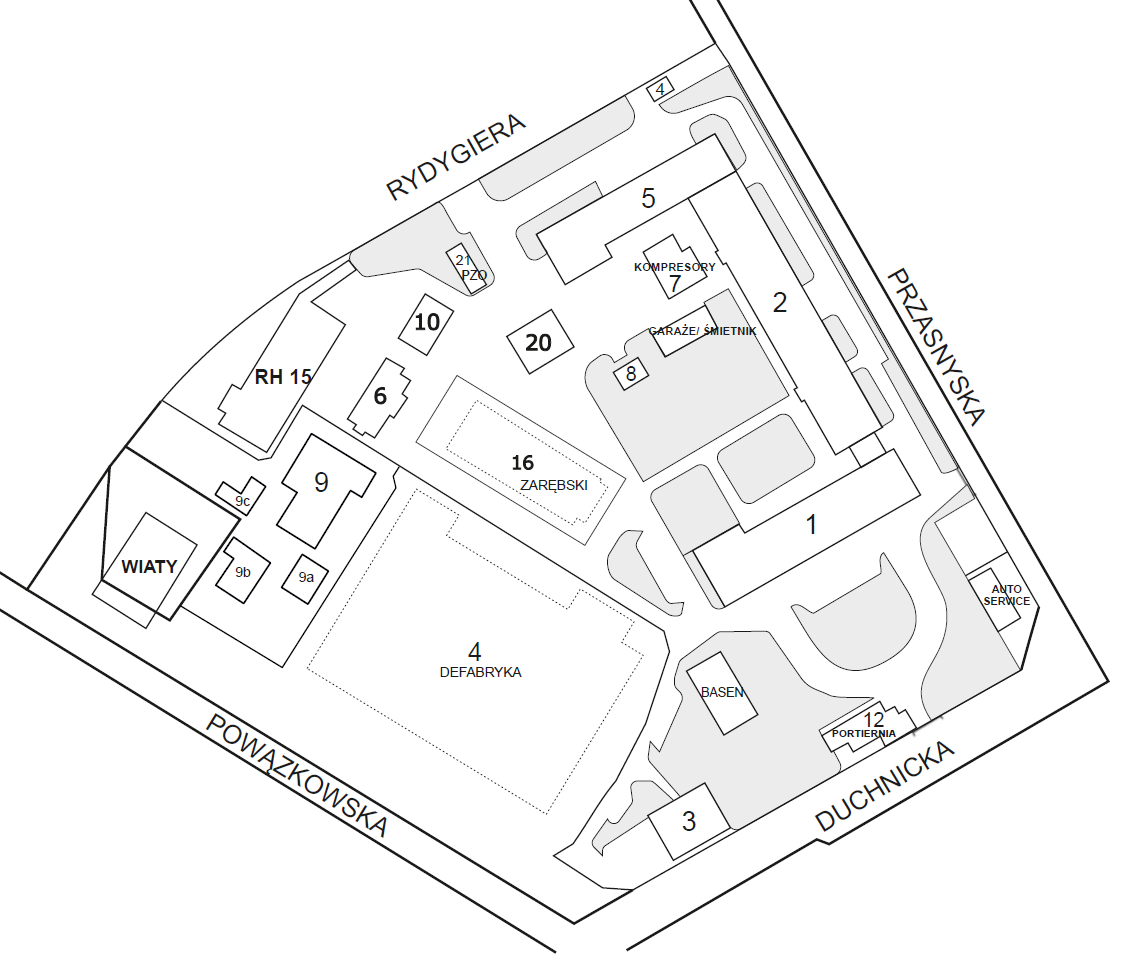 4
RYDYGIERA
5
21
PZO
KOMPRESORY
7
2
PRZASNYSKA
10
20
GARAŻE/ ŚMIETNIK
8
RH 15
6
16
ZARĘBSKI
9
9c
1
WIATY
9b
9a
AUTO
SERVICE
4
DEFABRYKA
BASEN
12
PORTIERNIA
POWĄZKOWSKA
DUCHNICKA
3